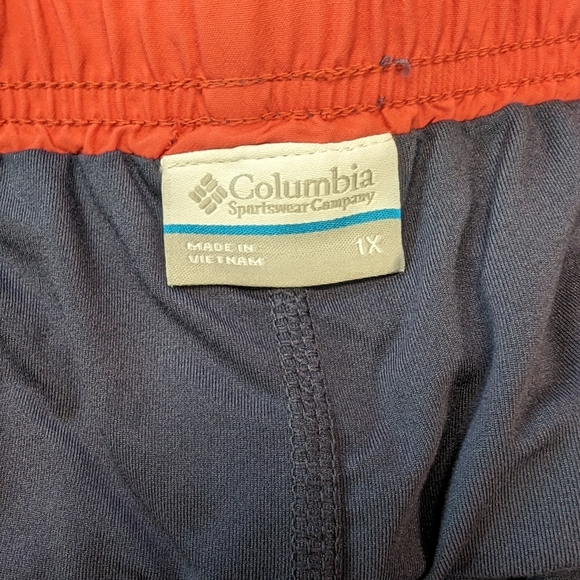 Columbia
Sportswear Company
MADE IN
VIETNAM
1X